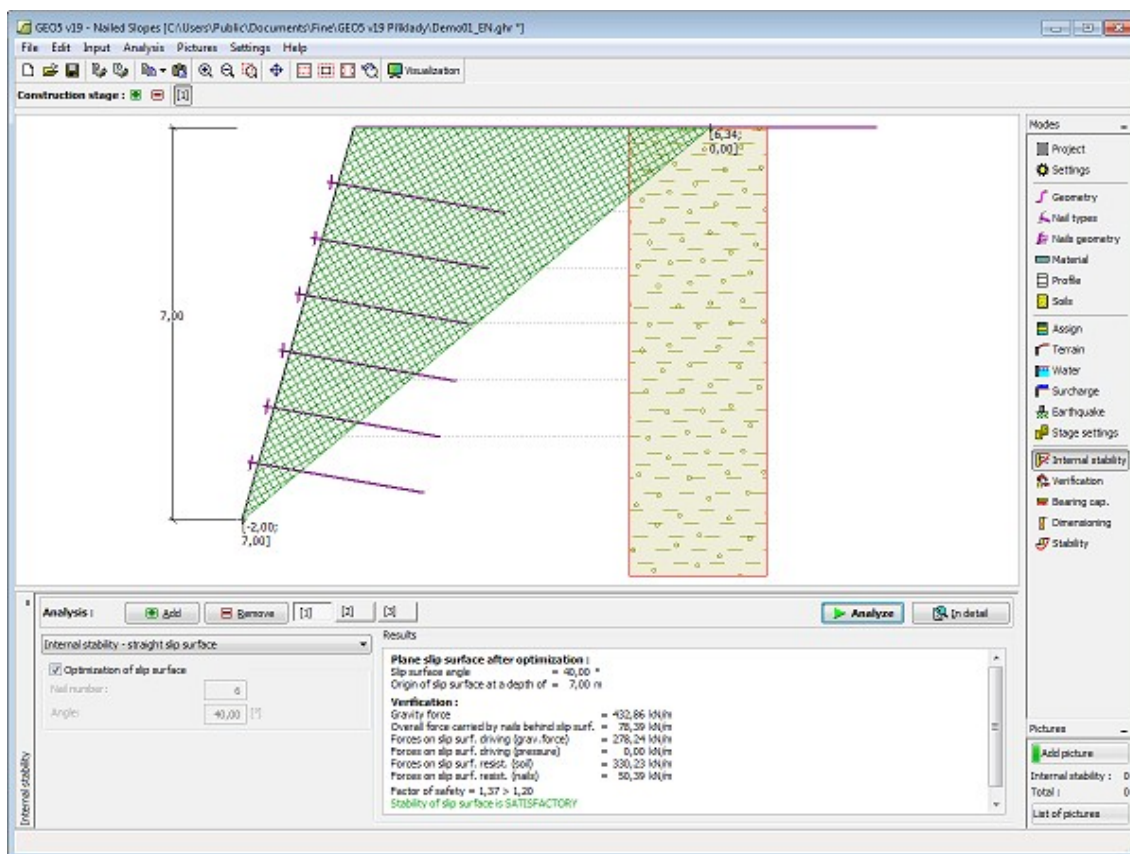 GEO5 v19 - Nailed Slopes [C:\Users\Public\Documents\Fine\GEO5 v19 Příklady\Demo01_EN.ghr *]
File Edit Input Analysis Pictures Settings Help
Visualization
Construction stage : [1]
[6,34;
0,00]
7,00
[-2,00;
7,00]
Modes
Project
Settings
Geometry
Nail types
Nails geometry
Material
Profile
Soils
Assign
Terrain
Water
Surcharge
Earthquake
Stage settings
Internal stability
Verification
Bearing cap.
Dimensioning
Stability
Internal stability
Analysis : Add Remove [1] [2] [3] Analyze In detail
Internal stability - straight slip surface
Optimization of slip surface
Nail number : 6
Angle: 40,00 [°]
Results
Plane slip surface after optimization :
Slip surface angle = 40,00 °
Origin of slip surface at a depth of = 7,00 m
Verification :
Gravity force = 432,86 kN/m
Overall force carried by nails behind slip surf. = 78,39 kN/m
Forces on slip surf. driving (grav.force) = 278,24 kN/m
Forces on slip surf. driving (pressure) = 0,00 kN/m
Forces on slip surf. resist. (soil) = 330,23 kN/m
Forces on slip surf. resist. (nails) = 50,39 kN/m
Factor of safety = 1,37 > 1,20
Stability of slip surface is SATISFACTORY
Pictures
Add picture
Internal stability : 0
Total : 0
List of pictures